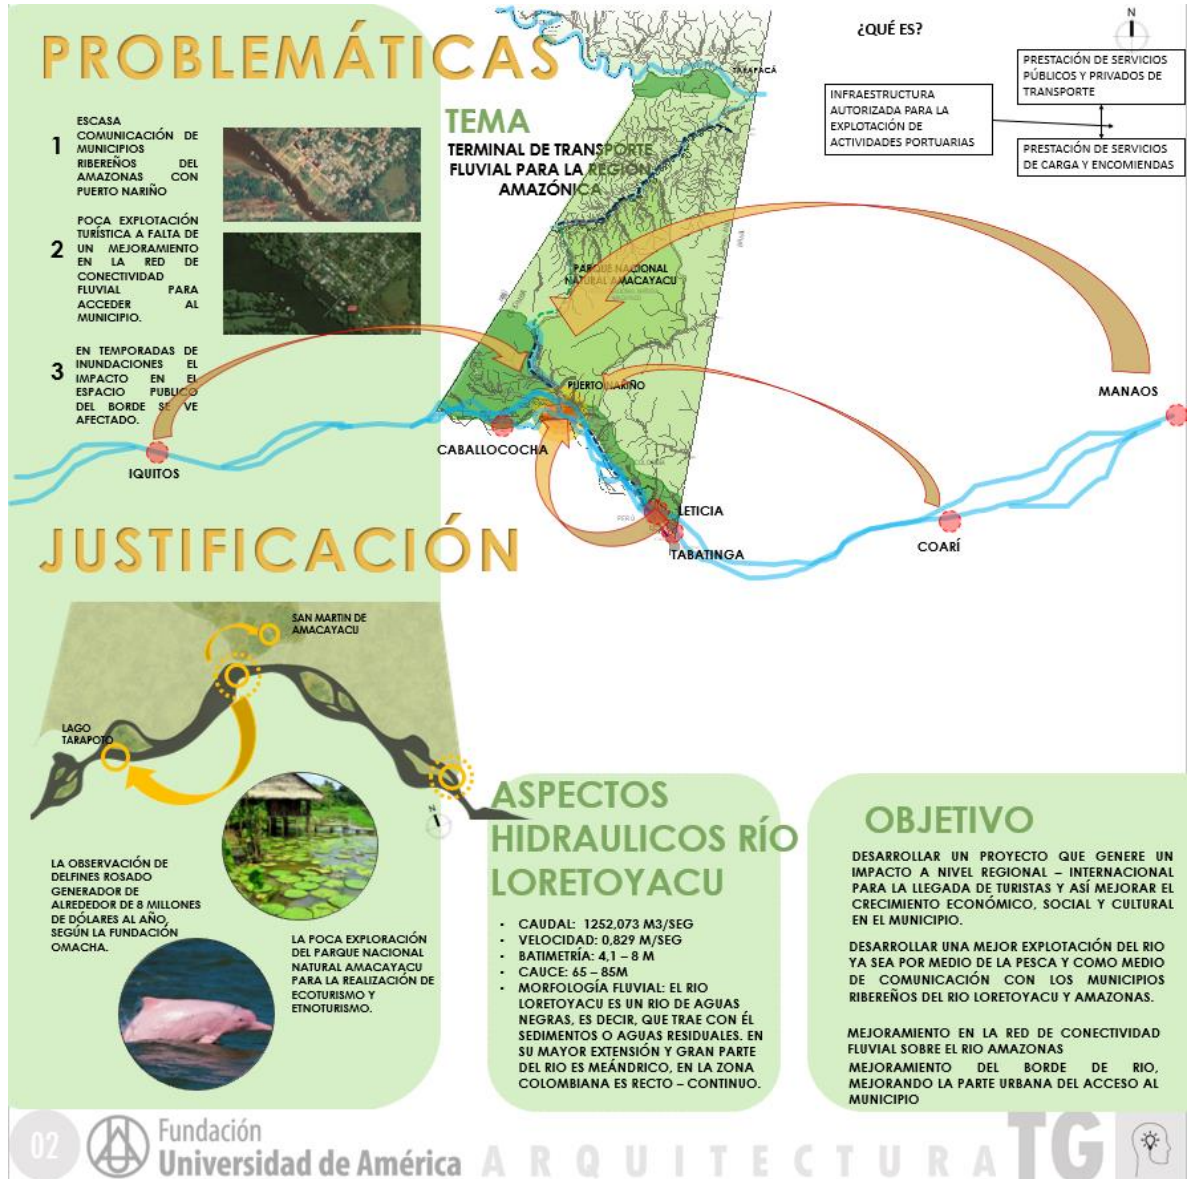 PROBLEMÁTICAS
1
ESCASA
COMUNICACIÓN DE
MUNICIPIOS
RIBEREÑOS DEL
AMAZONAS CON
PUERTO NARIÑO
2
POCA EXPLOTACIÓN
TURÍSTICA A FALTA DE
UN MEJORAMIENTO
EN LA RED DE
CONECTIVIDAD
FLUVIAL PARA
ACCEDER AL
MUNICIPIO.
3
EN TEMPORADAS DE
INUNDACIONES EL
IMPACTO EN EL
ESPACIO PUBLICO
DEL BORDE SE VE
AFECTADO.
TEMA
TERMINAL DE TRANSPORTE
FLUVIAL PARA LA REGIÓN
AMAZÓNICA
¿QUÉ ES?
N
INFRAESTRUCTURA
AUTORIZADA PARA LA
EXPLOTACIÓN DE
ACTIVIDADES PORTUARIAS
PRESTACIÓN DE SERVICIOS
PÚBLICOS Y PRIVADOS DE
TRANSPORTE
PRESTACIÓN DE SERVICIOS
DE CARGA Y ENCOMIENDAS
TARAPACÁ
PARQUE NACIONAL
NATURAL AMACAYACU
PUERTO NARIÑO
MANAOS
IQUITOS
CABALLOCOCHA
COLOMBIA
PERÚ
LETICIA
TABATINGA
COARÍ
JUSTIFICACIÓN
SAN MARTIN DE
AMACAYACU
LAGO
TARAPOTO
N
LA OBSERVACIÓN DE
DELFINES ROSADO
GENERADOR DE
ALREDEDOR DE 8 MILLONES
DE DÓLARES AL AÑO,
SEGÚN LA FUNDACIÓN
OMACHA.
LA POCA EXPLORACIÓN
DEL PARQUE NACIONAL
NATURAL AMACAYACU
PARA LA REALIZACIÓN DE
ECOTURISMO Y
ETNOTURISMO.
ASPECTOS
HIDRAULICOS RÍO
LORETOYACU
• CAUDAL: 1252,073 M3/SEG
• VELOCIDAD: 0,829 M/SEG
• BATIMETRÍA: 4,1 – 8 M
• CAUCE: 65 – 85M
• MORFOLOGÍA FLUVIAL: EL RIO
LORETOYACU ES UN RIO DE AGUAS
NEGRAS, ES DECIR, QUE TRAE CON ÉL
SEDIMENTOS O AGUAS RESIDUALES. EN
SU MAYOR EXTENSIÓN Y GRAN PARTE
DEL RIO ES MEÁNDRICO, EN LA ZONA
COLOMBIANA ES RECTO – CONTINUO.
OBJETIVO
DESARROLLAR UN PROYECTO QUE GENERE UN
IMPACTO A NIVEL REGIONAL – INTERNACIONAL
PARA LA LLEGADA DE TURISTAS Y ASÍ MEJORAR EL
CRECIMIENTO ECONÓMICO, SOCIAL Y CULTURAL
EN EL MUNICIPIO.
DESARROLLAR UNA MEJOR EXPLOTACIÓN DEL RIO
YA SEA POR MEDIO DE LA PESCA Y COMO MEDIO
DE COMUNICACIÓN CON LOS MUNICIPIOS
RIBEREÑOS DEL RIO LORETOYACU Y AMAZONAS.
MEJORAMIENTO EN LA RED DE CONECTIVIDAD
FLUVIAL SOBRE EL RIO AMAZONAS
MEJORAMIENTO DEL BORDE DE RIO,
MEJORANDO LA PARTE URBANA DEL ACCESO AL
MUNICIPIO
02
Fundación
Universidad de América
ARQUITECTURA
TG